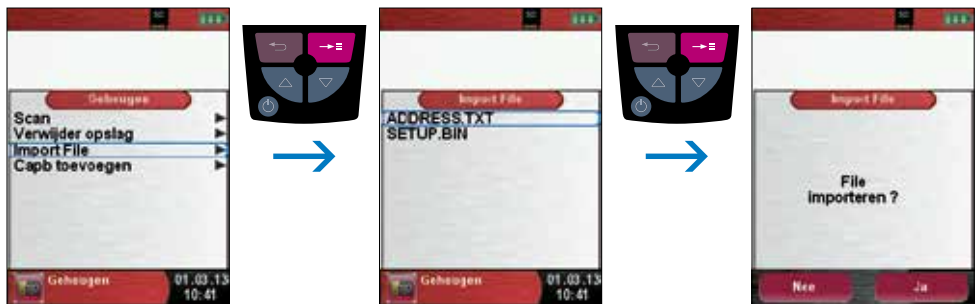 Geheugen
Scan
Verwijder opslag
Import File
Capb toevoegen
Geheugen
01.03.13
10:41
Import File
ADDRESS.TXT
SETUP.BIN
Geheugen
01.03.13
10:41
Import File
File
importeren ?
Nee
Ja